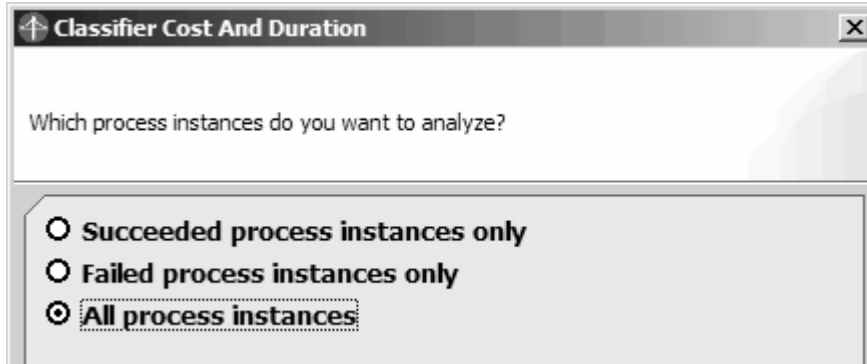 Classifier Cost And Duration
Which process instances do you want to analyze?
Succeeded process instances only
Failed process instances only
All process instances